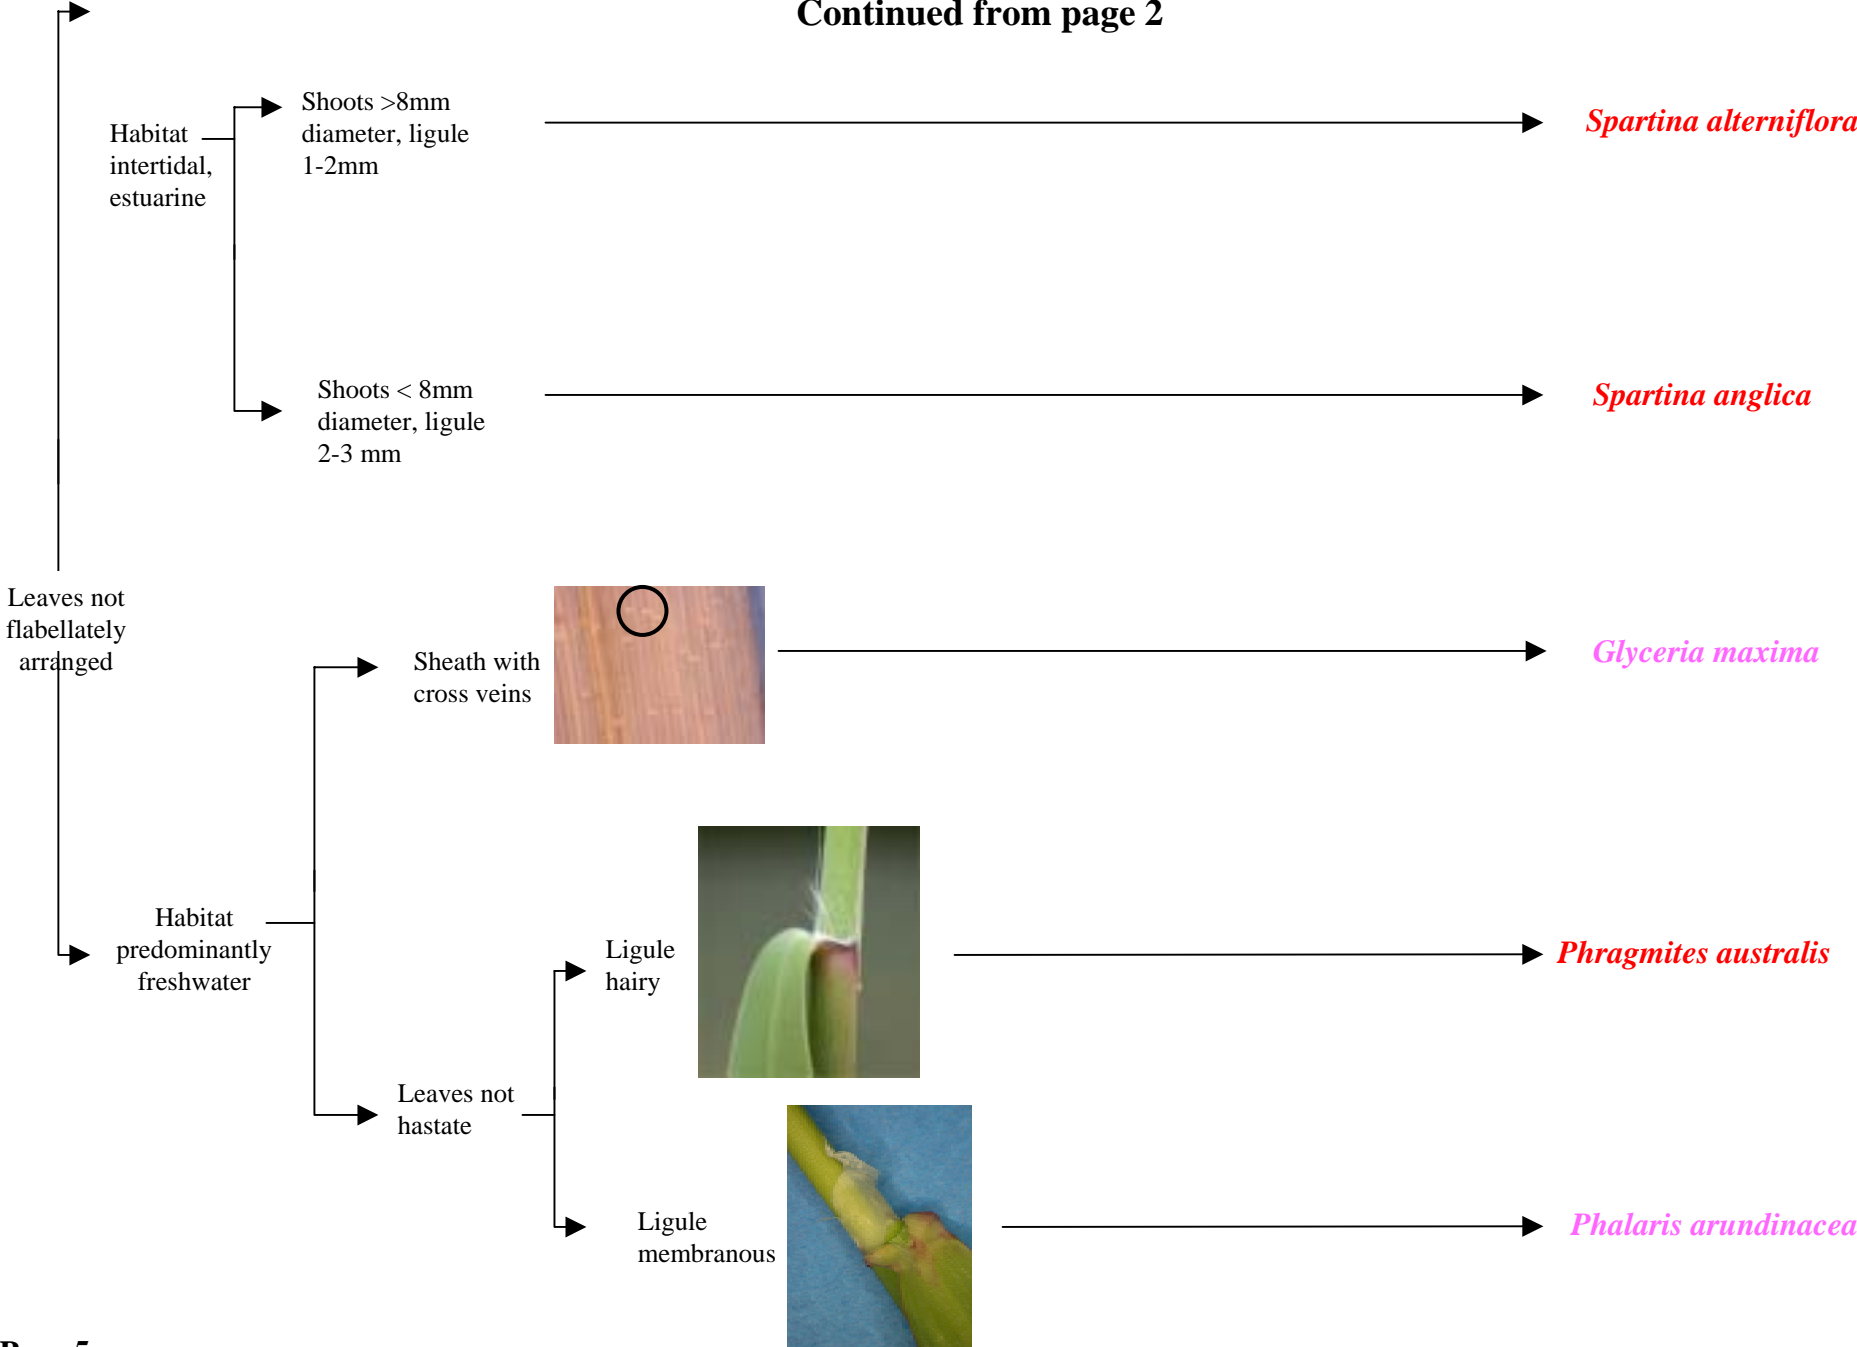 Continued from page 2
Shoots >8mm
diameter, ligule
1-2mm
Spartina alterniflora
Habitat
intertidal,
estuarine
Shoots < 8mm
diameter, ligule
2-3 mm
Spartina anglica
Leaves not
flabellately
arranged
Sheath with
cross veins
Glyceria maxima
Habitat
predominantly
freshwater
Ligule
hairy
Phragmites australis
Leaves not
hastate
Ligule
membranous
Phalaris arundinacea